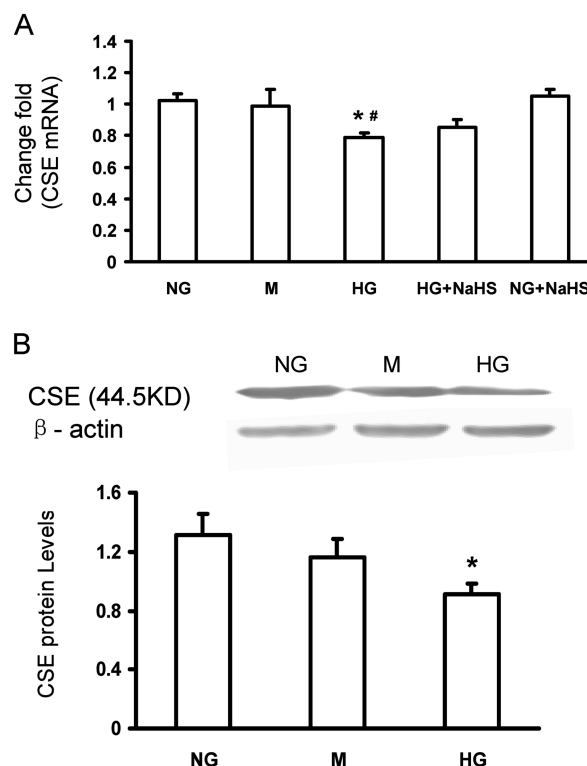 A
Change fold
(CSE mRNA)
1.4
1.2
1
0.8
0.6
0.4
0.2
0
* #
NG M HG HG+NaHS NG+NaHS
B
NG M HG
CSE (44.5KD)
β - actin
CSE protein Levels
1.6
1.2
0.8
0.4
0
*
NG M HG